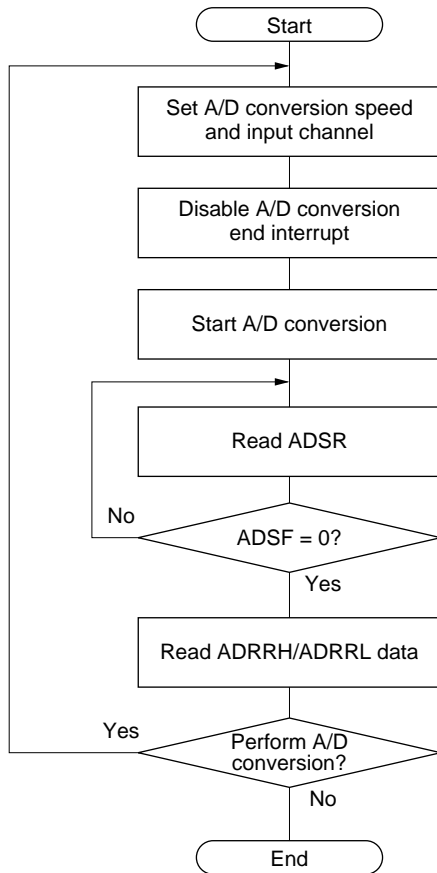 Start
Set A/D conversion speed
and input channel
Disable A/D conversion
end interrupt
Start A/D conversion
Read ADSR
No
ADSF = 0?
Yes
Read ADRRH/ADRRL data
Yes
Perform A/D
conversion?
No
End